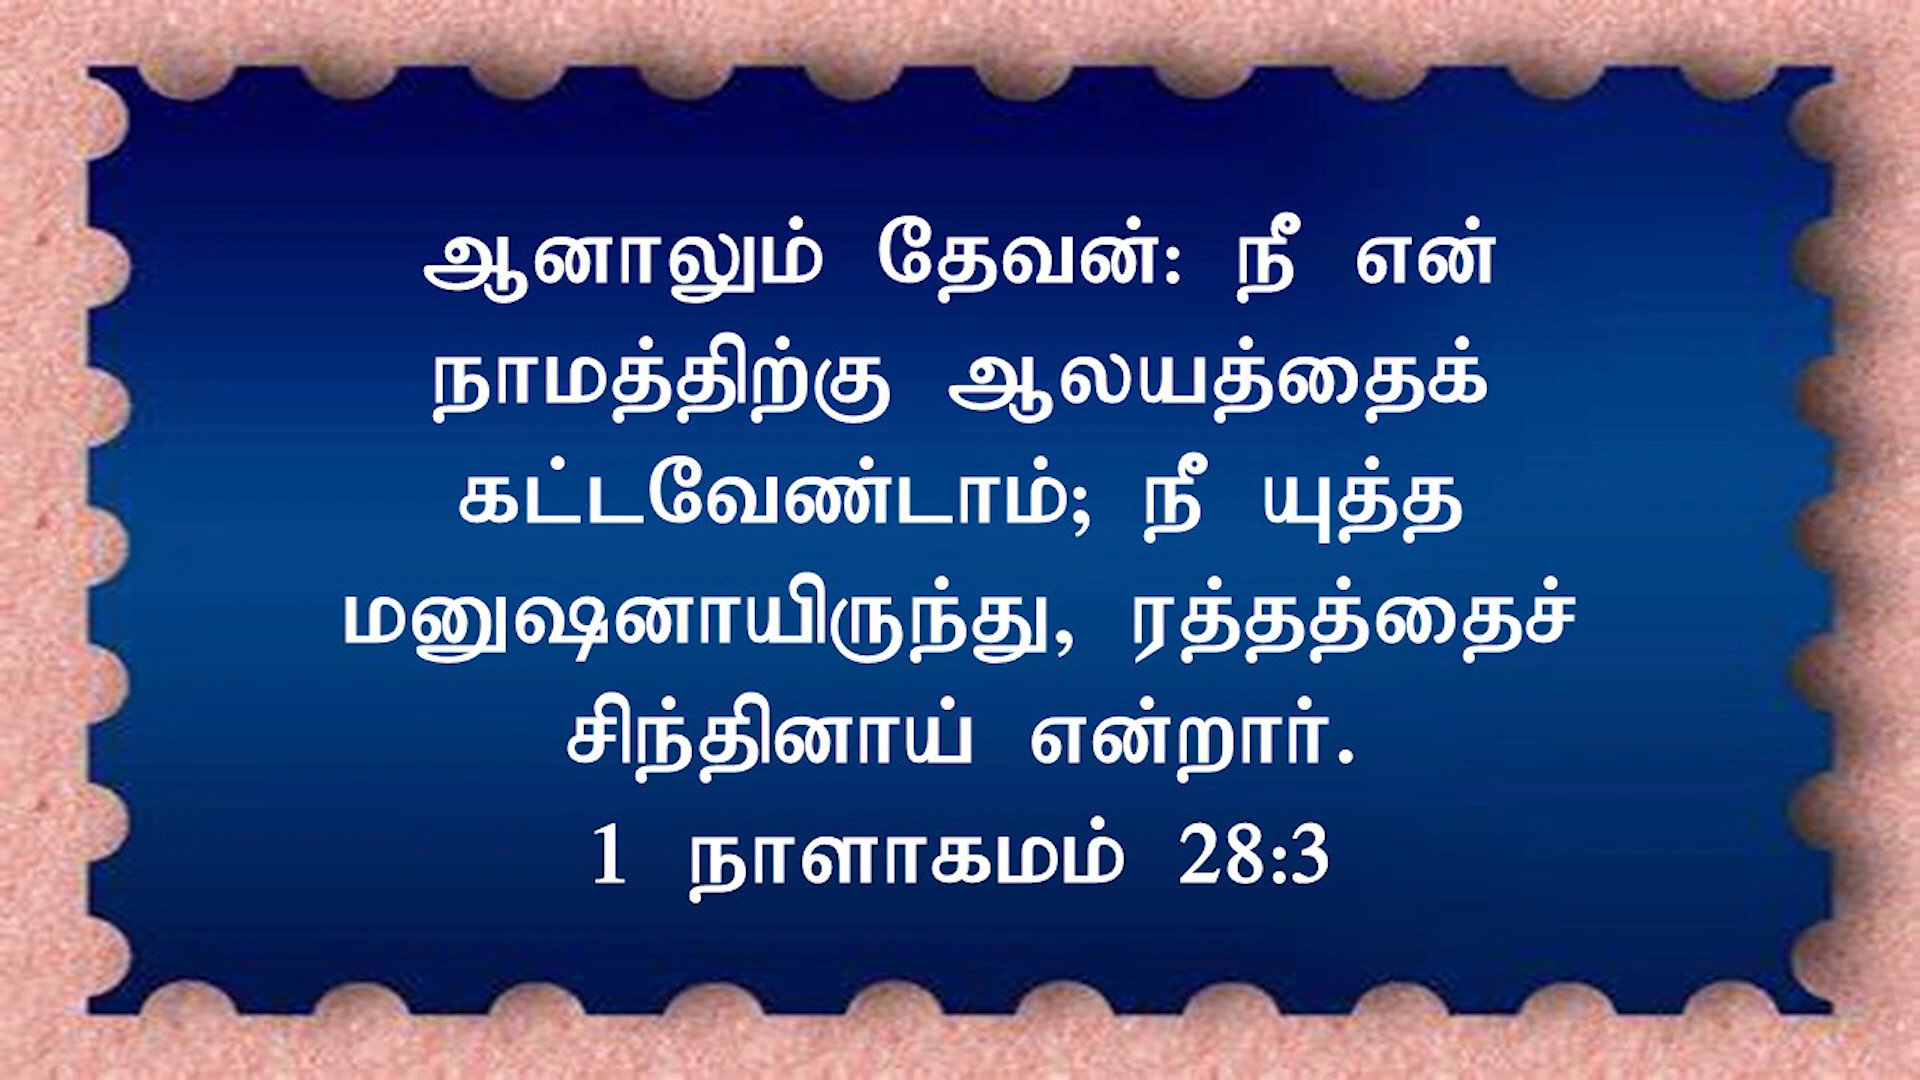 ஆனாலும் தேவன்: நீ என்
நாமத்திற்கு ஆலயத்தைக்
கட்டவேண்டாம்; நீ யுத்த
மனுஷனாயிருந்து, ரத்தத்தைச்
சிந்தினாய் என்றார்.
1 நாளாகமம் 28:3